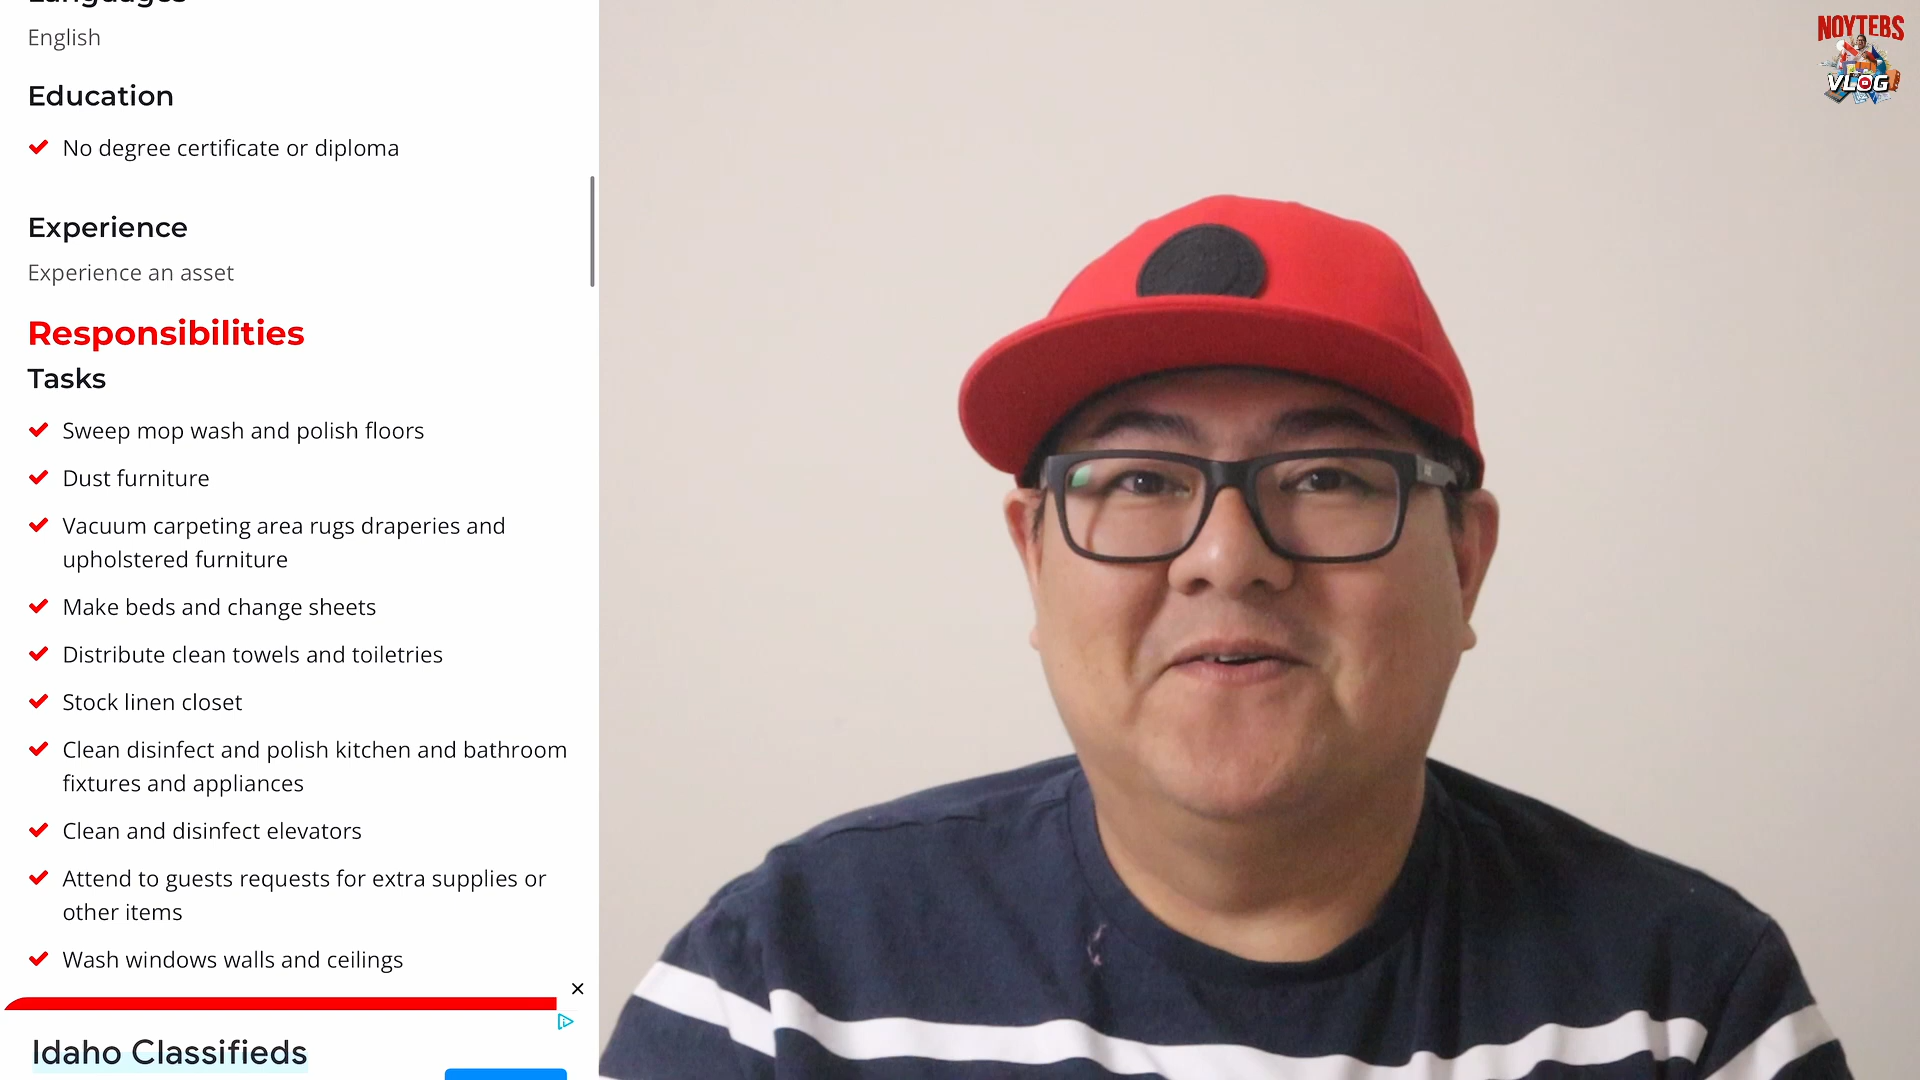 Languages
English
Education
No degree certificate or diploma
Experience
Experience an asset
Responsibilities
Tasks
Sweep mop wash and polish floors
Dust furniture
Vacuum carpeting area rugs draperies and
upholstered furniture
Make beds and change sheets
Distribute clean towels and toiletries
Stock linen closet
Clean disinfect and polish kitchen and bathroom
fixtures and appliances
Clean and disinfect elevators
Attend to guests requests for extra supplies or
other items
Wash windows walls and ceilings
Idaho Classifieds
NOYTEBS
VLOG